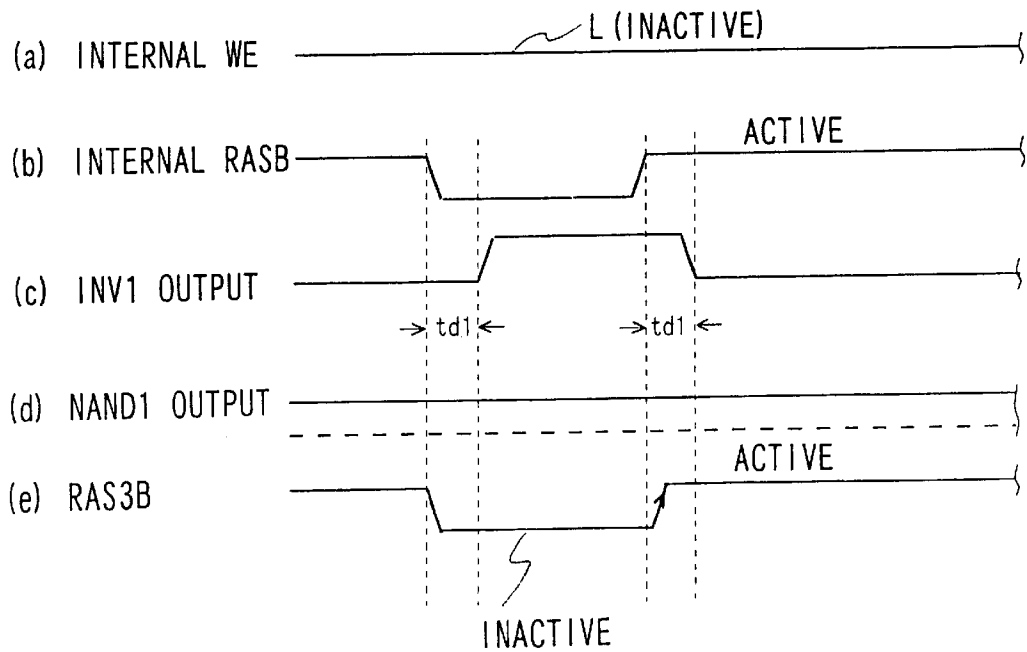 L (INACTIVE)
(a) INTERNAL WE
ACTIVE
(b) INTERNAL RASB
(c) INV1 OUTPUT
td1 td1
(d) NAND1 OUTPUT
ACTIVE
(e) RAS3B
INACTIVE